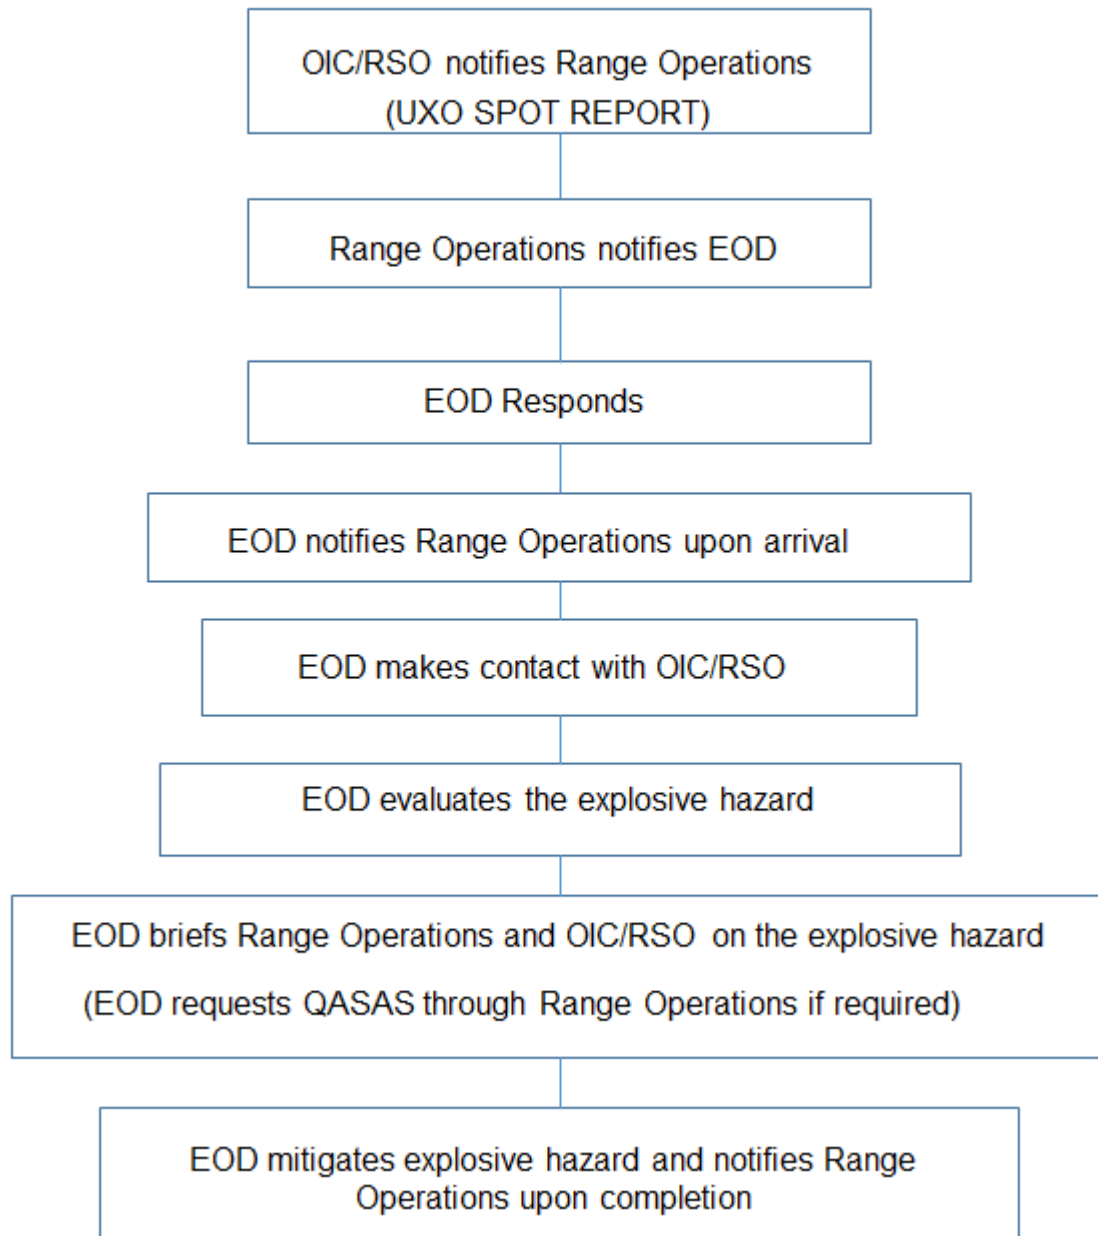 OIC/RSO notifies Range Operations
(UXO SPOT REPORT)
Range Operations notifies EOD
EOD Responds
EOD notifies Range Operations upon arrival
EOD makes contact with OIC/RSO
EOD evaluates the explosive hazard
EOD briefs Range Operations and OIC/RSO on the explosive hazard
(EOD requests QASAS through Range Operations if required)
EOD mitigates explosive hazard and notifies Range
Operations upon completion